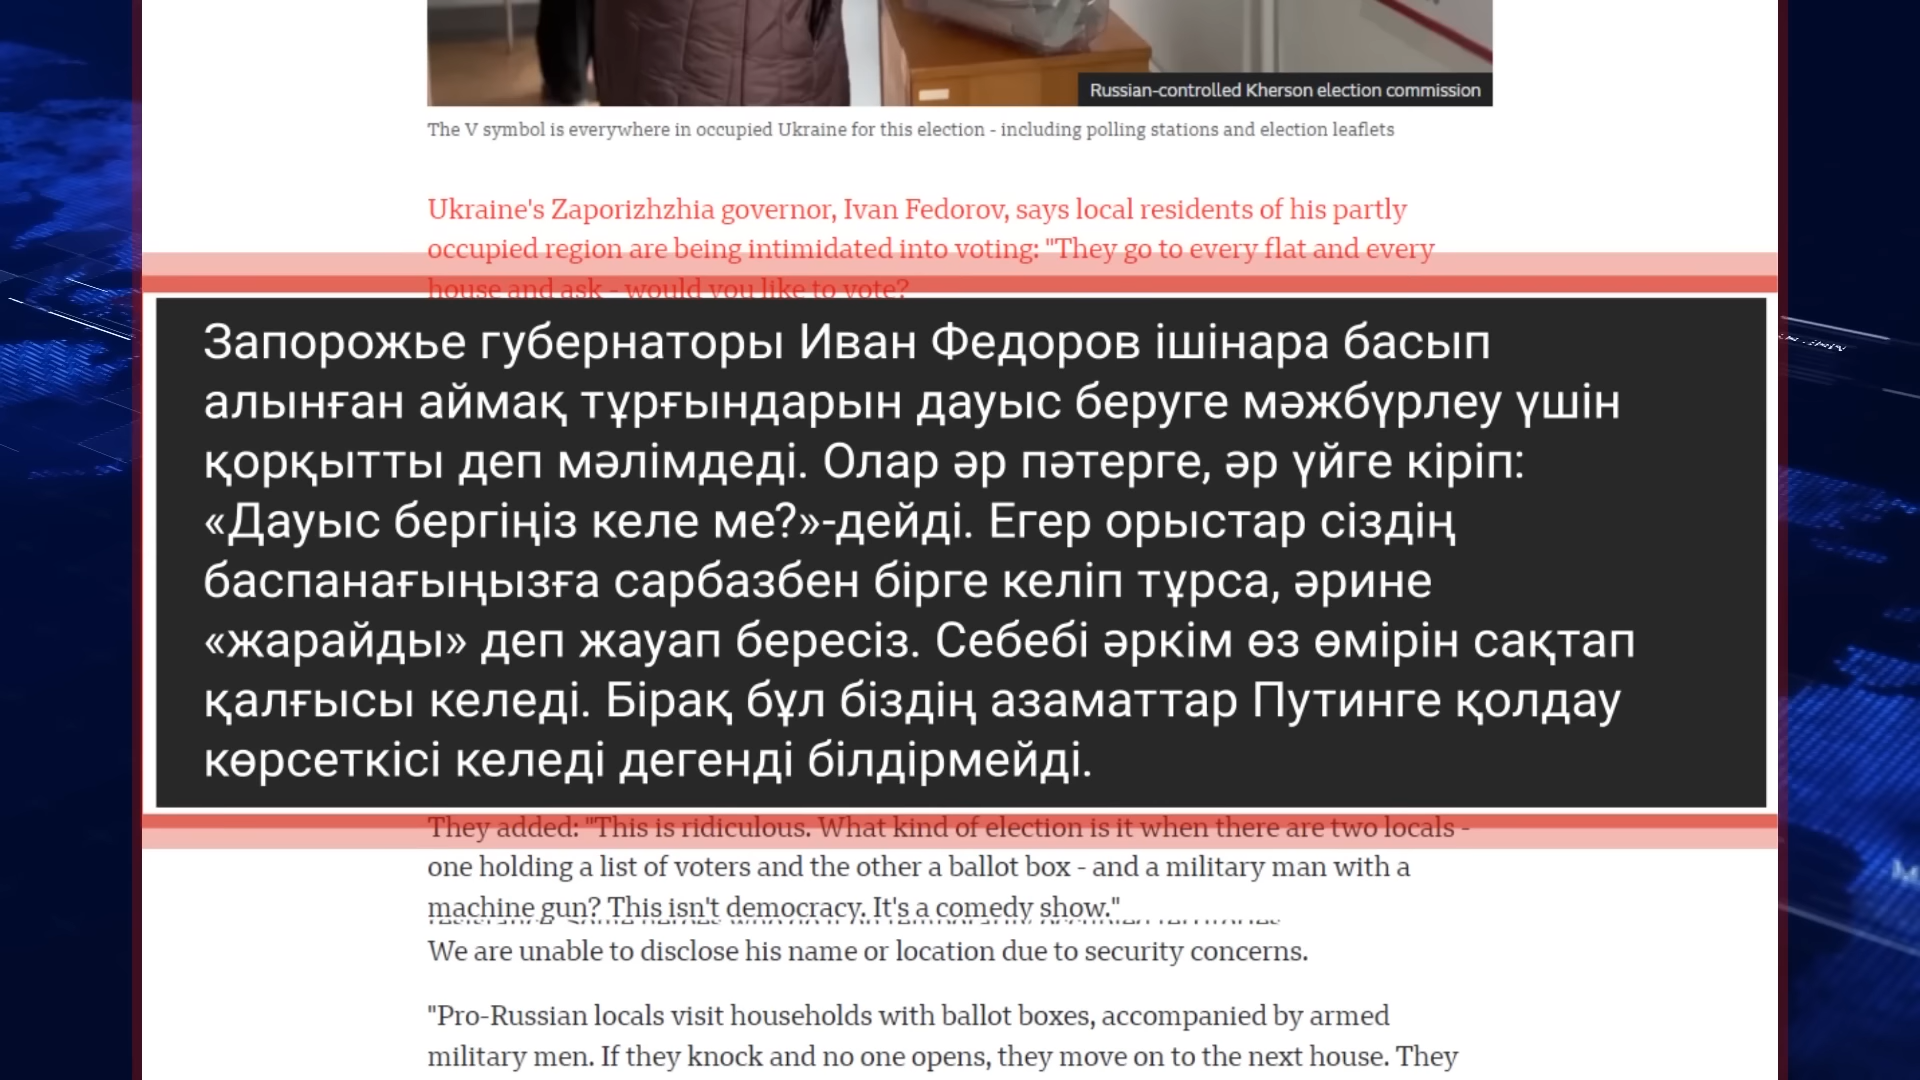 Russian-controlled Kherson election commission
The V symbol is everywhere in occupied Ukraine for this election - including polling stations and election leaflets
Ukraine's Zaporizhzhia governor, Ivan Fedorov, says local residents of his partly
occupied region are being intimidated into voting: "They go to every flat and every
house and ask - would you like to vote?
Запорожье губернаторы Иван Федоров ішінара басып
алынған аймақ тұрғындарын дауыс беруге мәжбүрлеу үшін
қорқытты деп мәлімдеді. Олар әр пәтерге, әр үйге кіріп:
«Дауыс бергіңіз келе ме?»-дейді. Егер орыстар сіздің
баспанағыңызға сарбазбен бірге келіп тұрса, әрине
«жарайды» деп жауап бересіз. Себебі әркім өз өмірін сақтап
қалғысы келеді. Бірақ бұл біздің азаматтар Путинге қолдау
көрсеткісі келеді дегенді білдірмейді.
They added: "This is ridiculous. What kind of election is it when there are two locals -
one holding a list of voters and the other a ballot box - and a military man with a
machine gun? This isn't democracy. It's a comedy show."
We are unable to disclose his name or location due to security concerns.
"Pro-Russian locals visit households with ballot boxes, accompanied by armed
military men. If they knock and no one opens, they move on to the next house. They